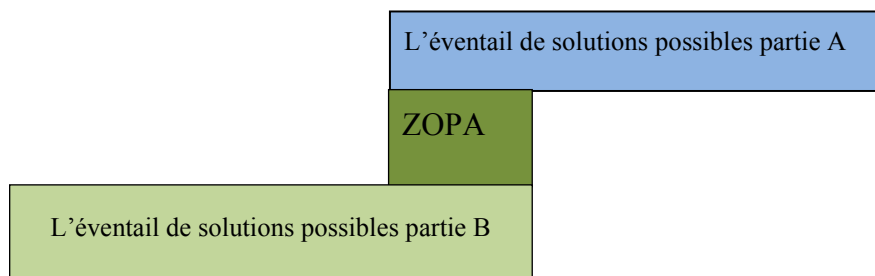 L’éventail de solutions possibles partie A
ZOPA
L’éventail de solutions possibles partie B